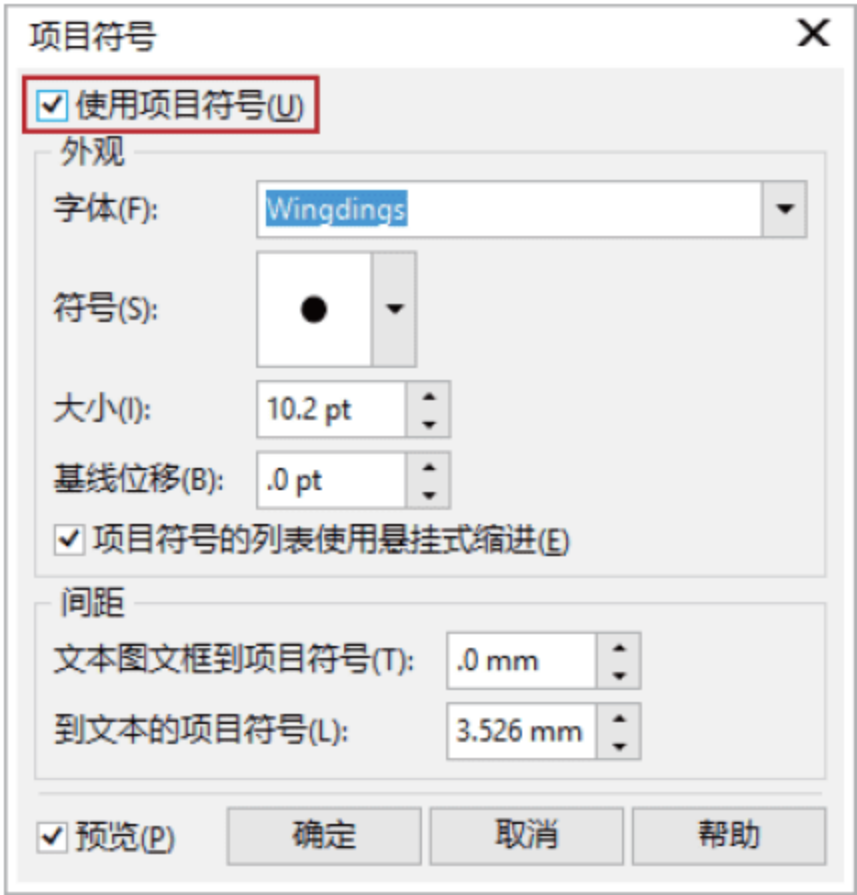 项目符号
使用项目符号(U)
外观
字体(F): Wingdings
符号(S):
大小(I): 10.2 pt
基线位移(B): .0 pt
项目符号的列表使用悬挂式缩进(E)
间距
文本图文框到项目符号(T): .0 mm
到文本的项目符号(L): 3.526 mm
预览(P) 确定 取消 帮助